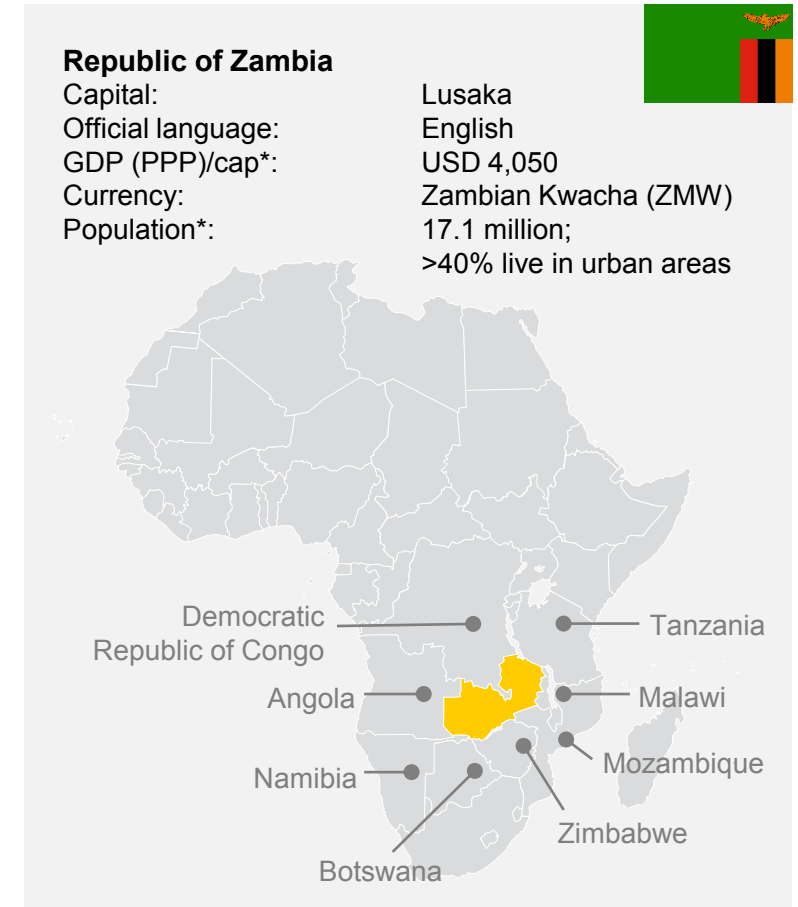 Republic of Zambia
Capital: Lusaka
Official language: English
GDP (PPP)/cap*: USD 4,050
Currency: Zambian Kwacha (ZMW)
Population*: 17.1 million;
>40% live in urban areas
Democratic
Republic of Congo
Tanzania
Angola
Malawi
Namibia
Mozambique
Zimbabwe
Botswana